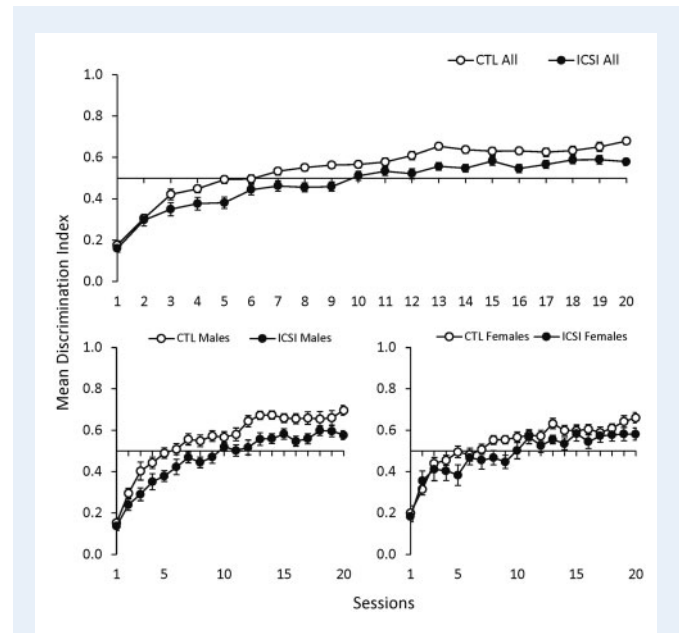 CTL All ICSI All
1.0
0.8
0.6
0.4
0.2
0.0
1 2 3 4 5 6 7 8 9 10 11 12 13 14 15 16 17 18 19 20
Mean Discrimination Index
CTL Males ICSI Males
1.0
0.8
0.6
0.4
0.2
0.0
1 5 10 15 20
CTL Females ICSI Females
1.0
0.8
0.6
0.4
0.2
0.0
1 5 10 15 20
Sessions